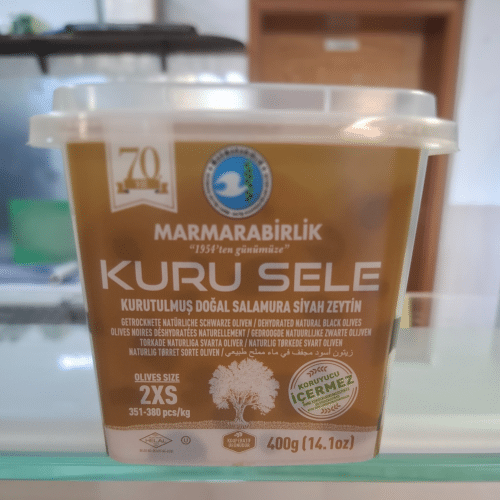 70
MARMARABİRLİK
"1954'ten günümüze"
KURU SELE
KURUTULMUŞ DOĞAL SALAMURA SİYAH ZEYTİN
GETROCKNETE NATÜRLICHE SCHWARZE OLIVEN / DEHYDRATED NATURAL BLACK OLIVES
OLIVES NOIRES DÉSHYDRATÉES NATURELLEMENT / GEDROOGDE NATUURLIJKE ZWARTE OLIJVEN
TORKADE NATURLIGA SVARTA OLIVER / NATURLIG TØRKEDE SVART OLIVEN
NATURLIG TØRRET SORTE OLIVEN / زيتون أسود مجفف في ماء مملح طبيعي
OLIVES SIZE
2XS
351-380 pcs/kg
KORUYUCU
İÇERMEZ
HELAL
400g (14.1oz)